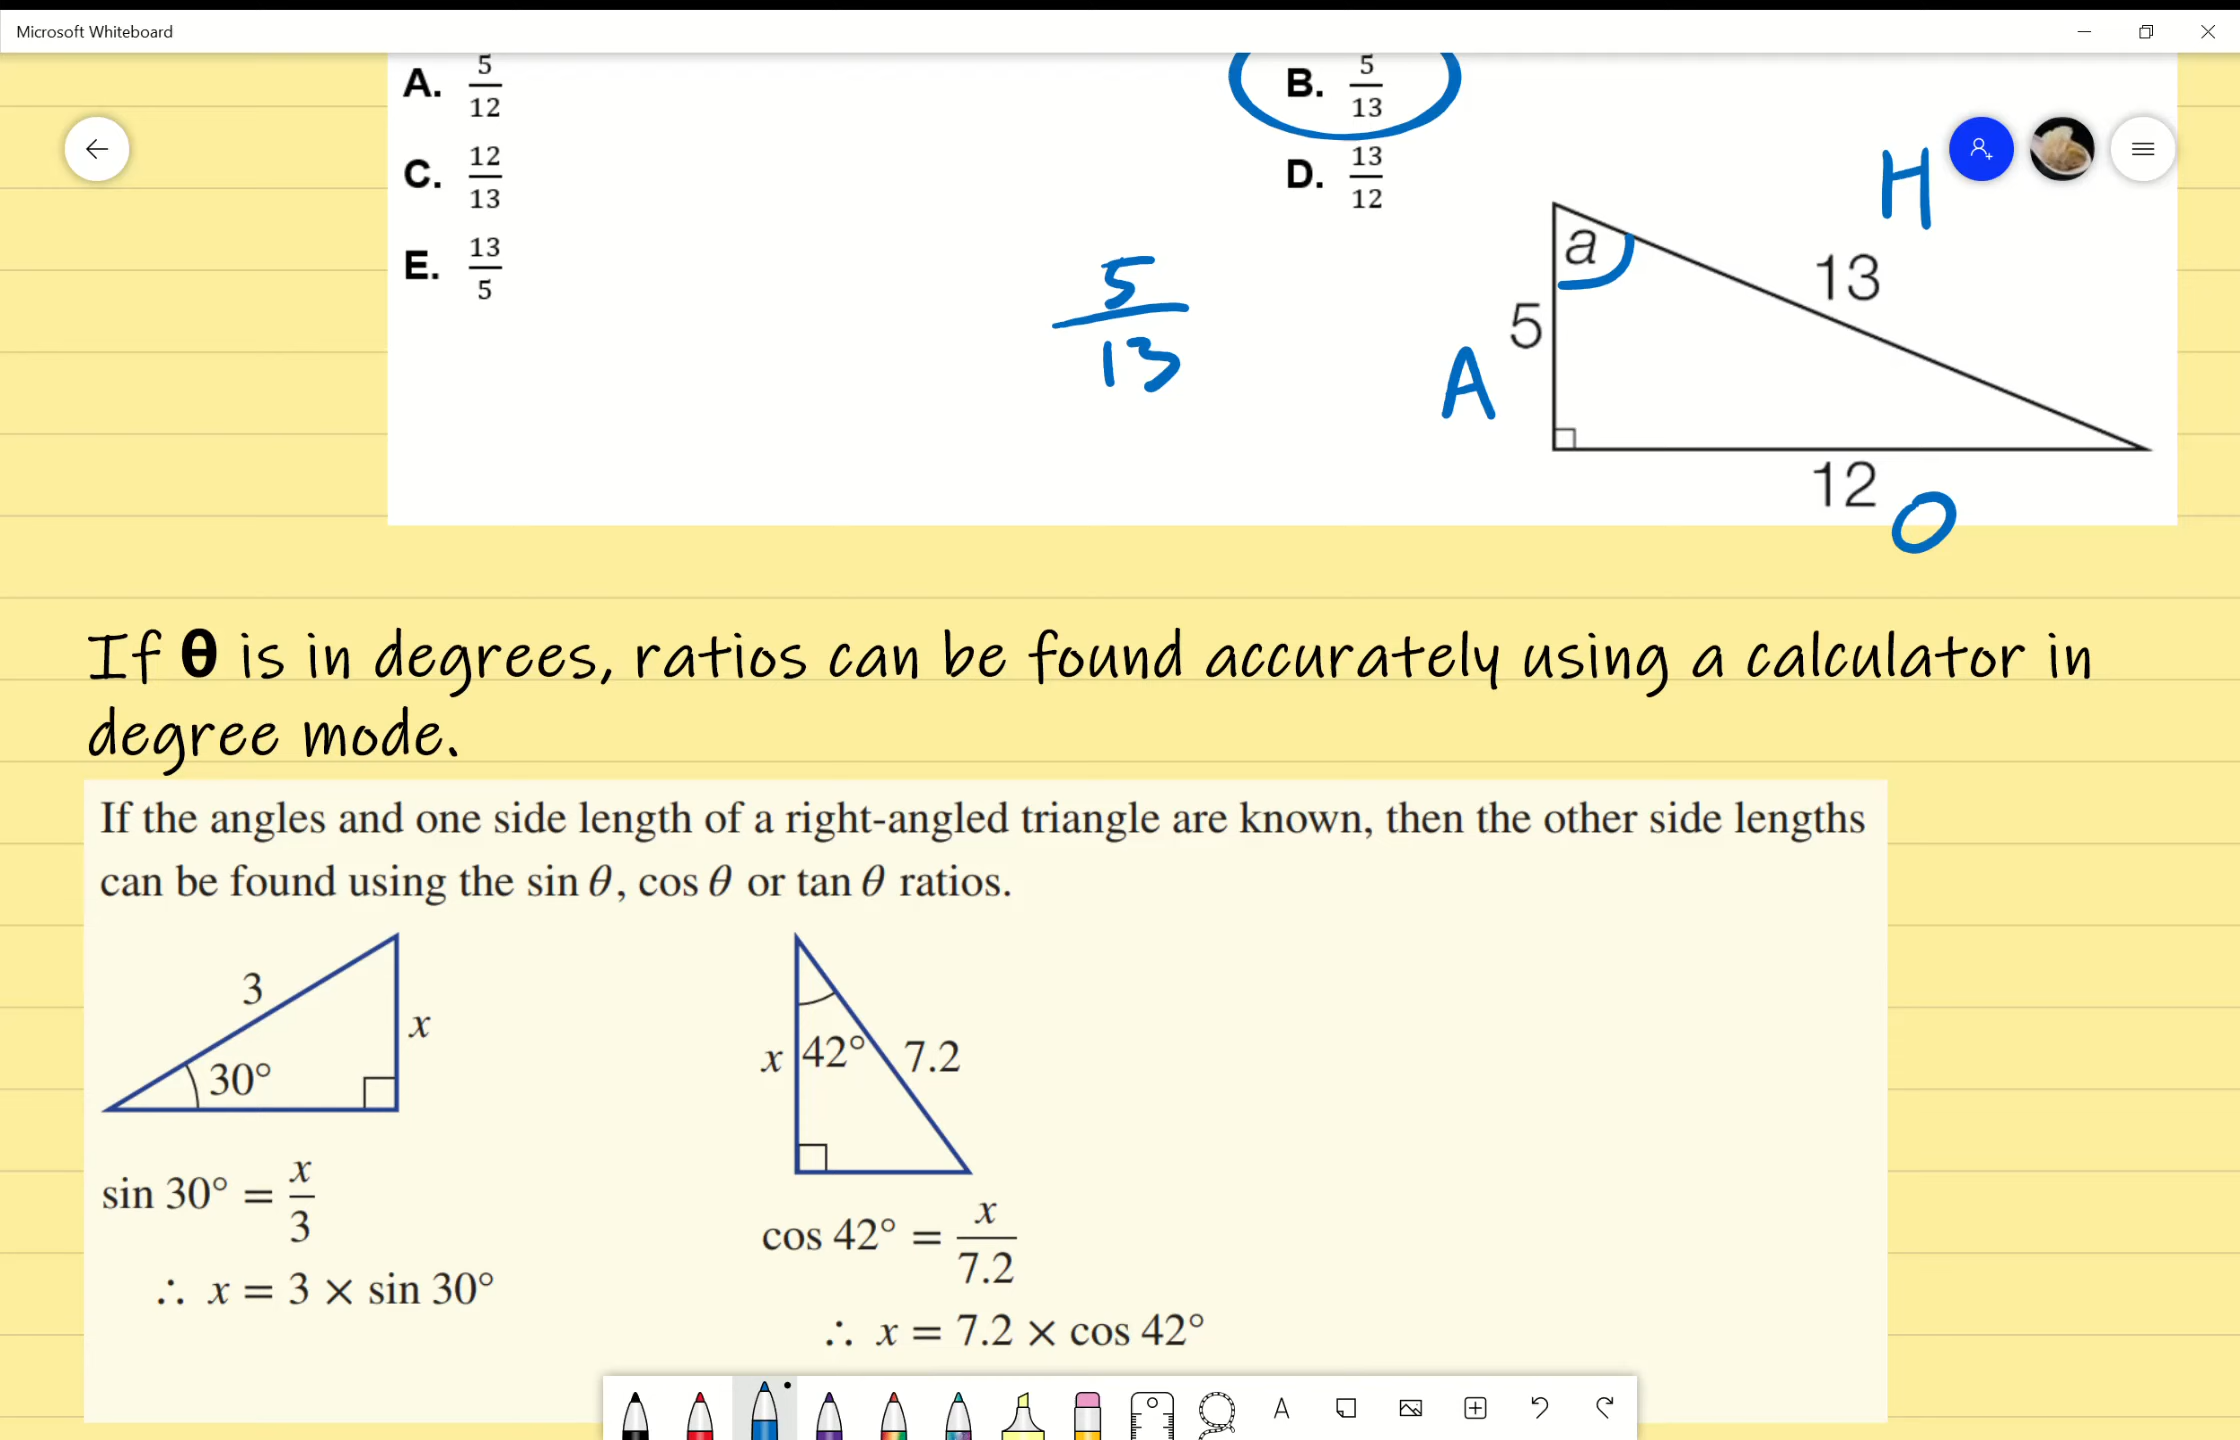 Microsoft Whiteboard
A. 5/12
B. 5/13
C. 12/13
D. 13/12
E. 13/5
5/13
H
a
13
5
A
12
O
If θ is in degrees, ratios can be found accurately using a calculator in
degree mode.
If the angles and one side length of a right-angled triangle are known, then the other side lengths
can be found using the sin θ, cos θ or tan θ ratios.
3
x
30°
sin 30° = x/3
∴ x = 3 × sin 30°
x 42° 7.2
cos 42° = x/7.2
∴ x = 7.2 × cos 42°
A